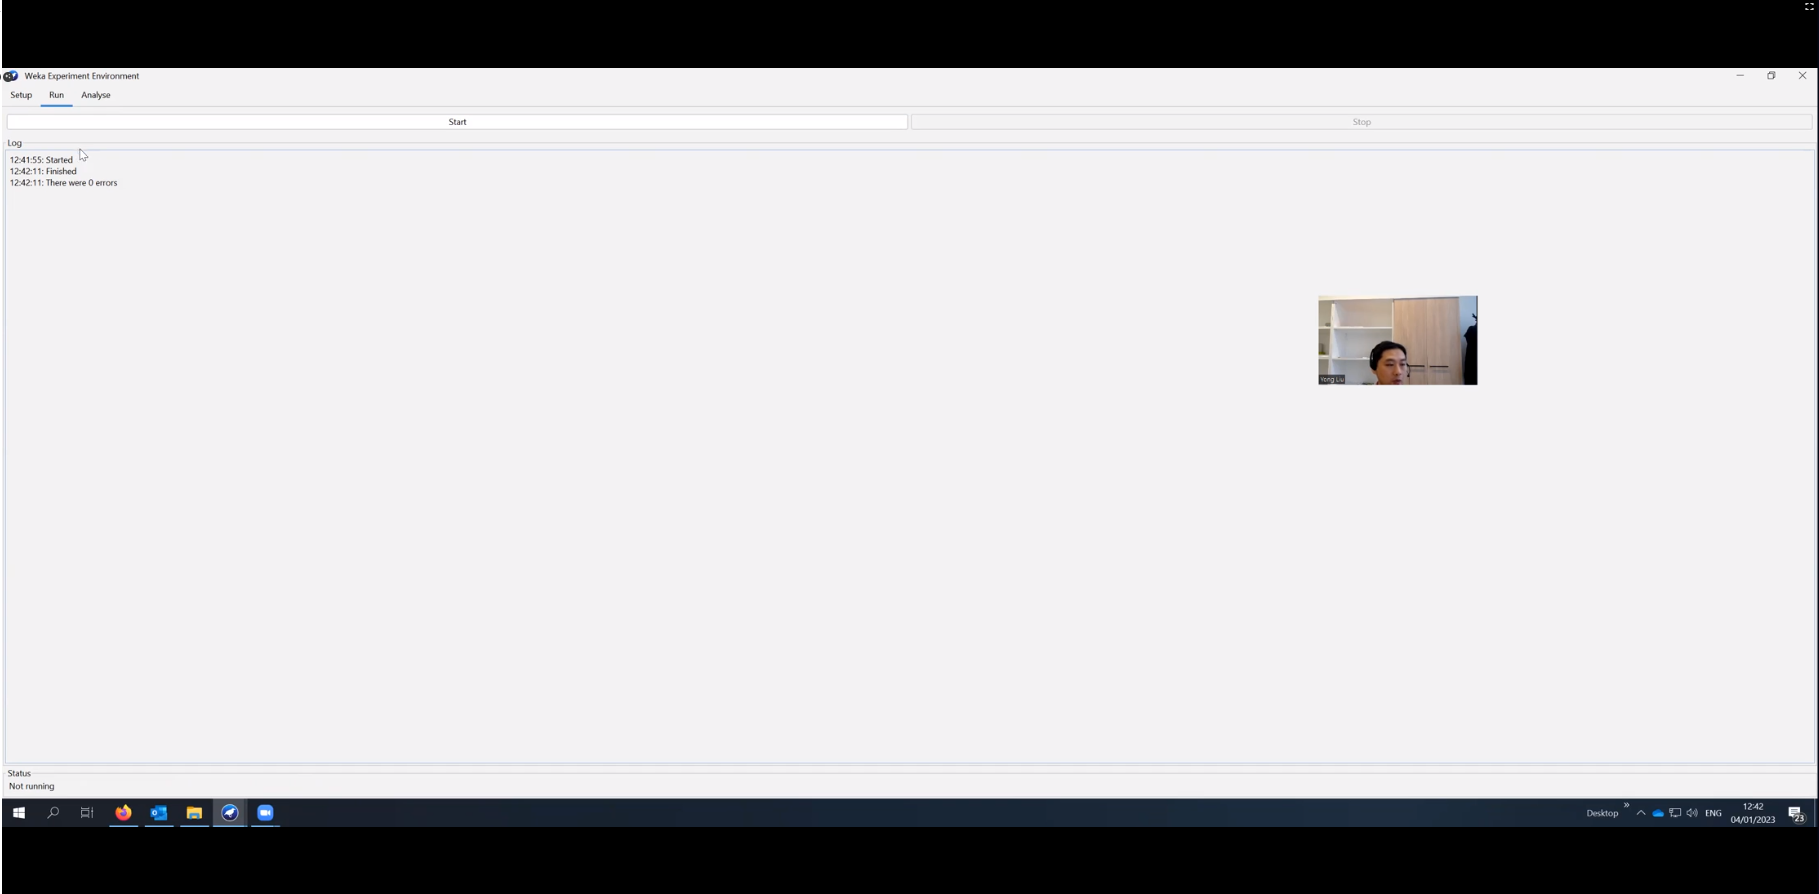 Weka Experiment Environment
Setup Run Analyse
Start Stop
Log
12:41:55: Started
12:42:11: Finished
12:42:11: There were 0 errors
Yong Liu
Status
Not running
Desktop » ENG 12:42
04/01/2023 23